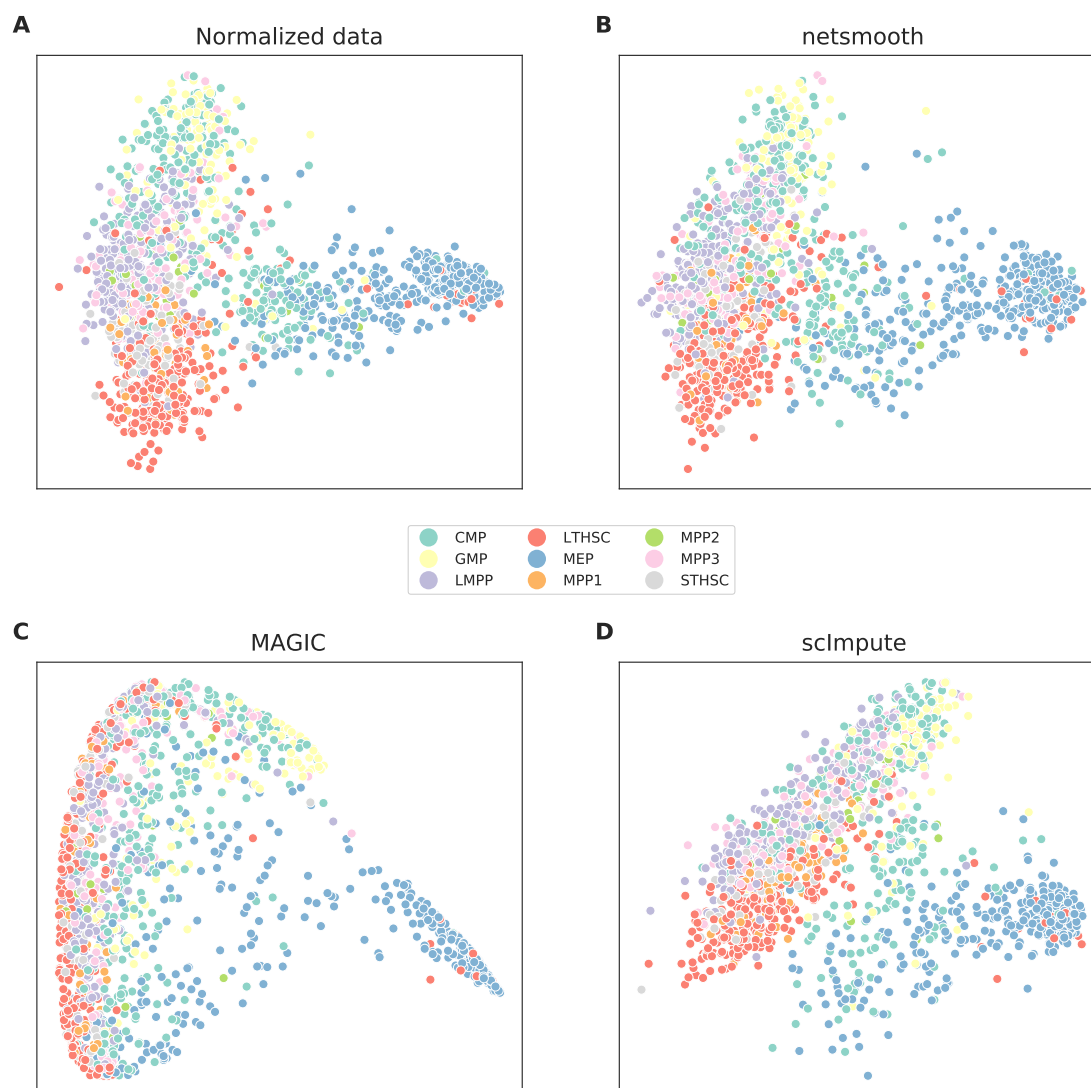 A
Normalized data
B
netsmooth
CMP
LTHSC
MPP2
GMP
MEP
MPP3
LMPP
MPP1
STHSC
C
MAGIC
D
scImpute